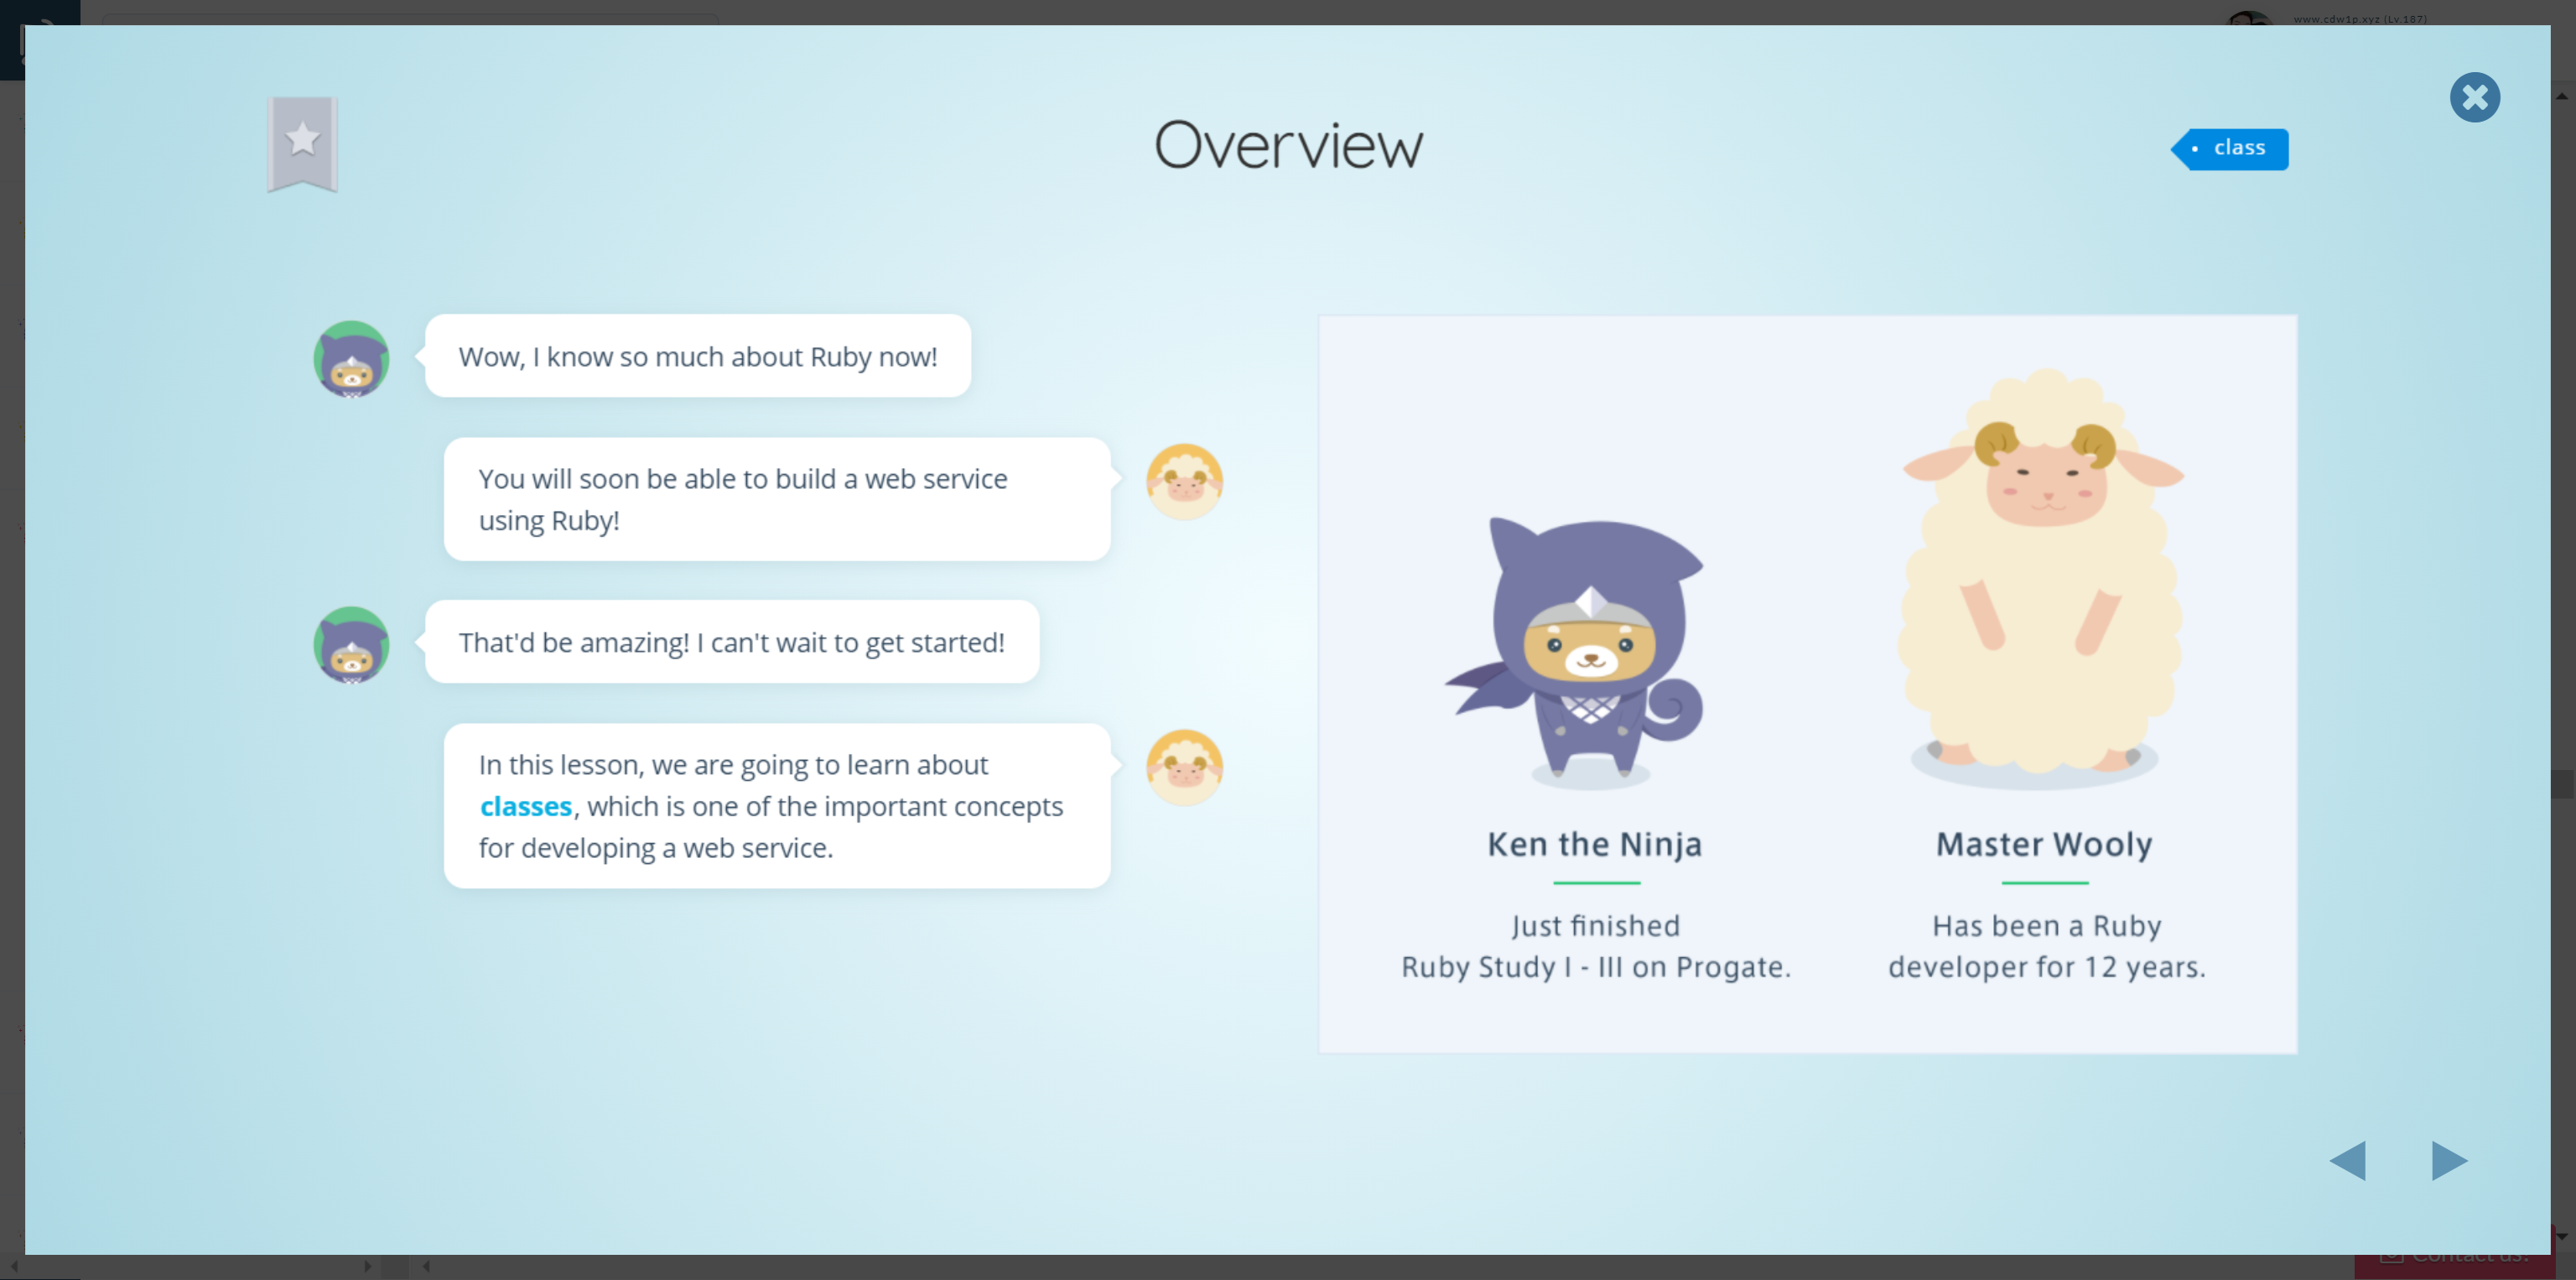 www.cdw1p.xyz (Lv.187)
Overview
• class
Wow, I know so much about Ruby now!
You will soon be able to build a web service
using Ruby!
That'd be amazing! I can't wait to get started!
In this lesson, we are going to learn about
classes, which is one of the important concepts
for developing a web service.
Ken the Ninja
Just finished
Ruby Study I - III on Progate.
Master Wooly
Has been a Ruby
developer for 12 years.
Contact us!